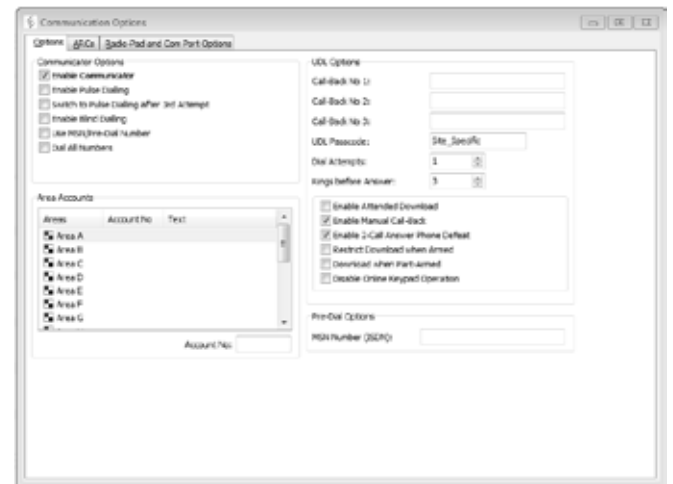 Communication Options
Options
ARCs
Radio-Pad and Com Port Options
Communicator Options
Enable Communicator
Enable Pulse Dialling
Switch to Pulse Dialling after 3rd Attempt
Enable Blind Dialling
Use MSN/Pre-Dial Number
Dial All Numbers
Area Accounts
Areas Account No Text
Area A
Area B
Area C
Area D
Area E
Area F
Area G
Account No:
UDL Options
Call-Back No 1:
Call-Back No 2:
Call-Back No 3:
UDL Passcode: Site_Specific
Dial Attempts: 1
Rings Before Answer: 5
Enable Attended Download
Enable Manual Call-Back
Enable 2-Call Answer Phone Defeat
Restrict Download when Armed
Download when Part-Armed
Disable Online Keypad Operation
Pre-Dial Options
MSN Number (ISDN):